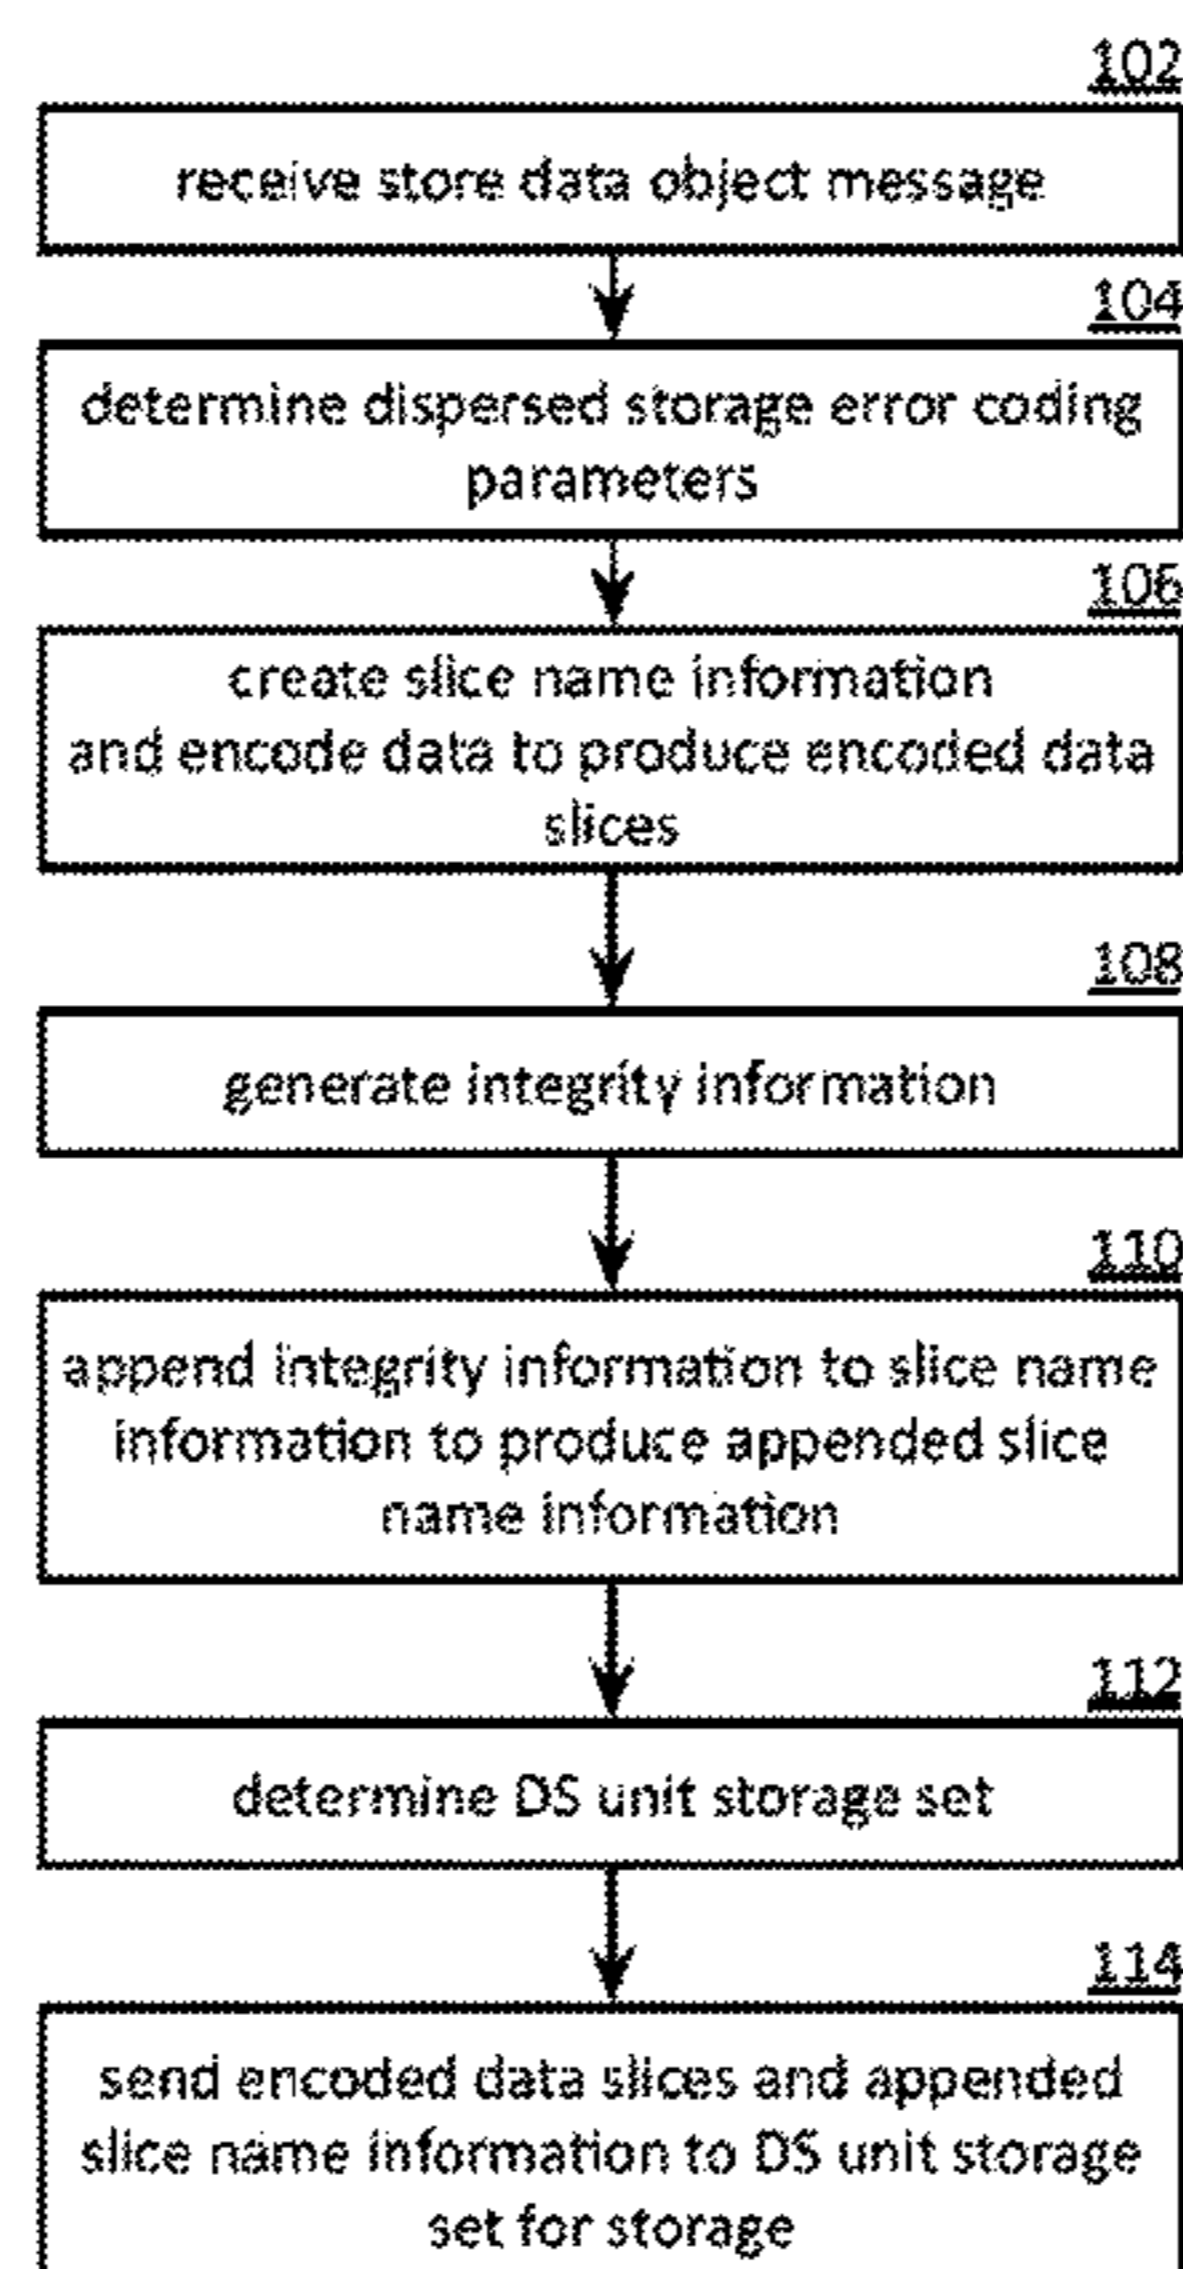 102
receive store data object message
104
determine dispersed storage error coding
parameters
106
create slice name information
and encode data to produce encoded data
slices
108
generate integrity information
110
append integrity information to slice name
information to produce appended slice
name information
112
determine DS unit storage set
114
send encoded data slices and appended
slice name information to DS unit storage
set for storage